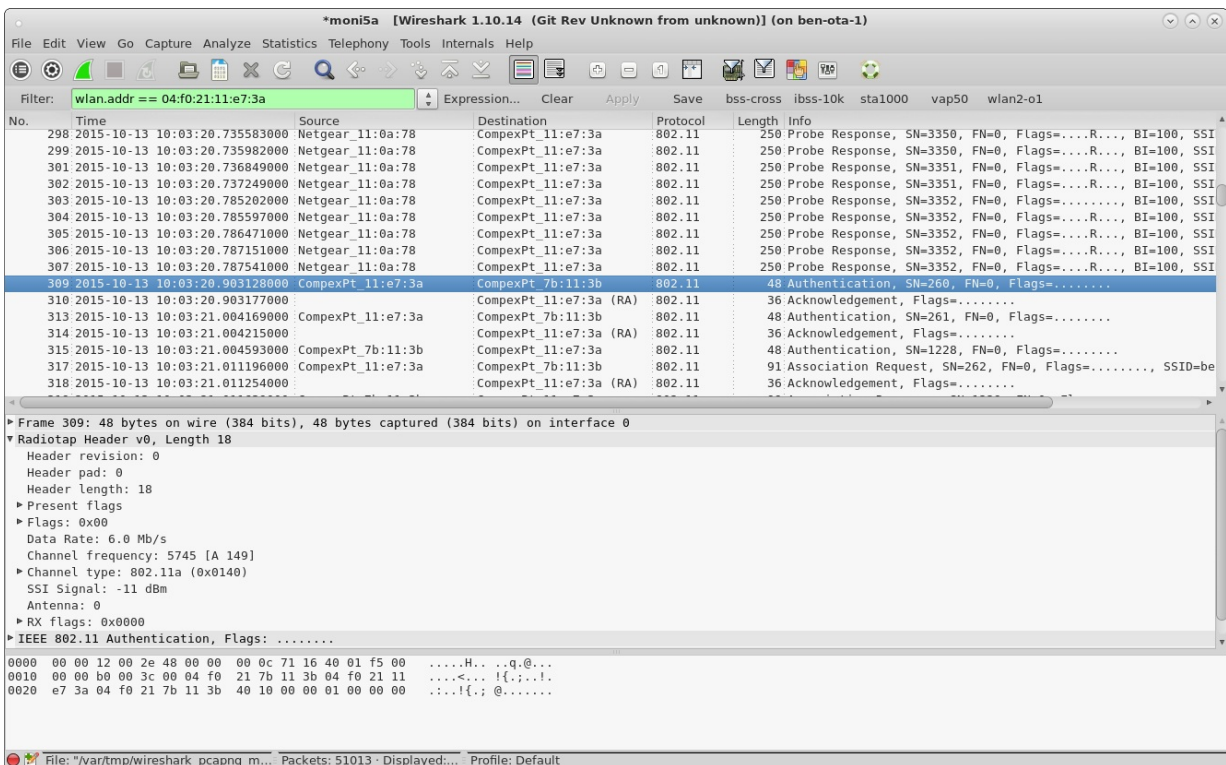 *moni5a [Wireshark 1.10.14 (Git Rev Unknown from unknown)] (on ben-ota-1)
File Edit View Go Capture Analyze Statistics Telephony Tools Internals Help
Filter: wlan.addr == 04:f0:21:11:e7:3a Expression... Clear Apply Save bss-cross ibss-10k sta1000 vap50 wlan2-o1
No. Time Source Destination Protocol Length Info
298 2015-10-13 10:03:20.735583000 Netgear_11:0a:78 CompexPt_11:e7:3a 802.11 250 Probe Response, SN=3350, FN=0, Flags=....R..., BI=100, SSI
299 2015-10-13 10:03:20.735982000 Netgear_11:0a:78 CompexPt_11:e7:3a 802.11 250 Probe Response, SN=3350, FN=0, Flags=....R..., BI=100, SSI
301 2015-10-13 10:03:20.736849000 Netgear_11:0a:78 CompexPt_11:e7:3a 802.11 250 Probe Response, SN=3351, FN=0, Flags=....R..., BI=100, SSI
302 2015-10-13 10:03:20.737249000 Netgear_11:0a:78 CompexPt_11:e7:3a 802.11 250 Probe Response, SN=3351, FN=0, Flags=....R..., BI=100, SSI
303 2015-10-13 10:03:20.785202000 Netgear_11:0a:78 CompexPt_11:e7:3a 802.11 250 Probe Response, SN=3352, FN=0, Flags=....R..., BI=100, SSI
304 2015-10-13 10:03:20.785597000 Netgear_11:0a:78 CompexPt_11:e7:3a 802.11 250 Probe Response, SN=3352, FN=0, Flags=....R..., BI=100, SSI
305 2015-10-13 10:03:20.786471000 Netgear_11:0a:78 CompexPt_11:e7:3a 802.11 250 Probe Response, SN=3352, FN=0, Flags=....R..., BI=100, SSI
306 2015-10-13 10:03:20.787151000 Netgear_11:0a:78 CompexPt_11:e7:3a 802.11 250 Probe Response, SN=3352, FN=0, Flags=....R..., BI=100, SSI
307 2015-10-13 10:03:20.787541000 Netgear_11:0a:78 CompexPt_11:e7:3a 802.11 250 Probe Response, SN=3352, FN=0, Flags=....R..., BI=100, SSI
309 2015-10-13 10:03:20.903128000 CompexPt_11:e7:3a CompexPt_7b:11:3b 802.11 48 Authentication, SN=260, FN=0, Flags=........
310 2015-10-13 10:03:20.903177000 CompexPt_11:e7:3a (RA) 802.11 36 Acknowledgement, Flags=........
313 2015-10-13 10:03:21.004169000 CompexPt_11:e7:3a CompexPt_7b:11:3b 802.11 48 Authentication, SN=261, FN=0, Flags=........
314 2015-10-13 10:03:21.004215000 CompexPt_11:e7:3a (RA) 802.11 36 Acknowledgement, Flags=........
315 2015-10-13 10:03:21.004593000 CompexPt_7b:11:3b CompexPt_11:e7:3a 802.11 48 Authentication, SN=1228, FN=0, Flags=........
317 2015-10-13 10:03:21.011196000 CompexPt_11:e7:3a CompexPt_7b:11:3b 802.11 91 Association Request, SN=262, FN=0, Flags=........, SSID=be
318 2015-10-13 10:03:21.011254000 CompexPt_11:e7:3a (RA) 802.11 36 Acknowledgement, Flags=........
Frame 309: 48 bytes on wire (384 bits), 48 bytes captured (384 bits) on interface 0
Radiotap Header v0, Length 18
Header revision: 0
Header pad: 0
Header length: 18
Present flags
Flags: 0x00
Data Rate: 6.0 Mb/s
Channel frequency: 5745 [A 149]
Channel type: 802.11a (0x0140)
SSI Signal: -11 dBm
Antenna: 0
RX flags: 0x0000
IEEE 802.11 Authentication, Flags: ........
0000 00 00 12 00 2e 48 00 00 00 0c 71 16 40 01 f5 00 .....H.. ..q.@...
0010 00 00 b0 00 3c 00 04 f0 21 7b 11 3b 04 f0 21 11 ....<... !{.;..!.
0020 e7 3a 04 f0 21 7b 11 3b 40 10 00 00 01 00 00 00 .:..!{.; @.......
File: "/var/tmp/wireshark_pcapng_m... Packets: 51013 · Displayed:... Profile: Default